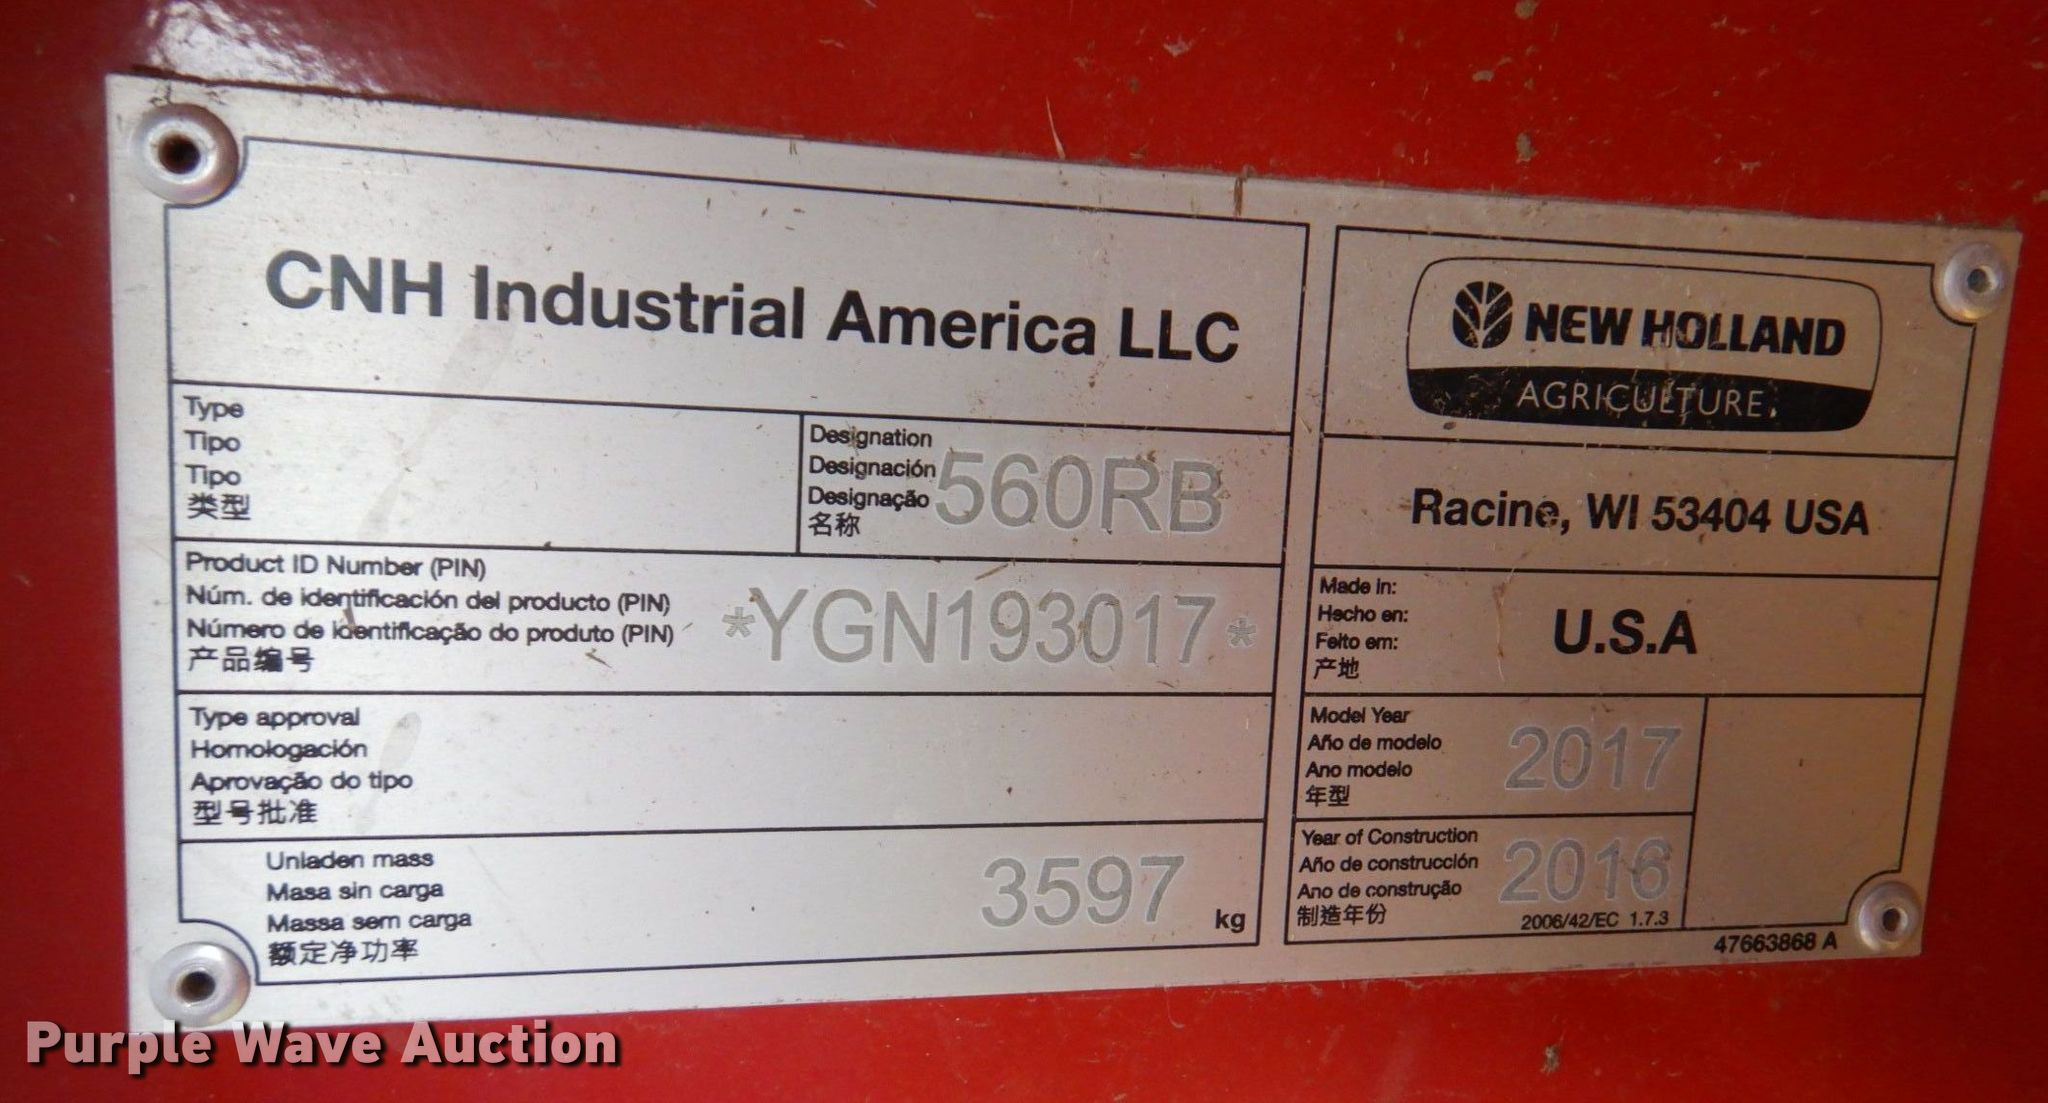 CNH Industrial America LLC
NEW HOLLAND
AGRICULTURE
Type
Tipo
Tipo
类型
Designation
Designación
Designação
名称
560RB
Racine, WI 53404 USA
Product ID Number (PIN)
Núm. de identificación del producto (PIN)
Número de identificação do produto (PIN)
产品编号
*YGN193017*
Made in:
Hecho en:
Feito em:
产地
U.S.A
Type approval
Homologación
Aprovação do tipo
型号批准
Model Year
Año de modelo
Ano modelo
年型
2017
Unladen mass
Masa sin carga
Massa sem carga
额定净功率
3597
kg
Year of Construction
Año de construcción
Ano de construção
制造年份
2016
2006/42/EC 1.7.3
47663868 A
Purple Wave Auction